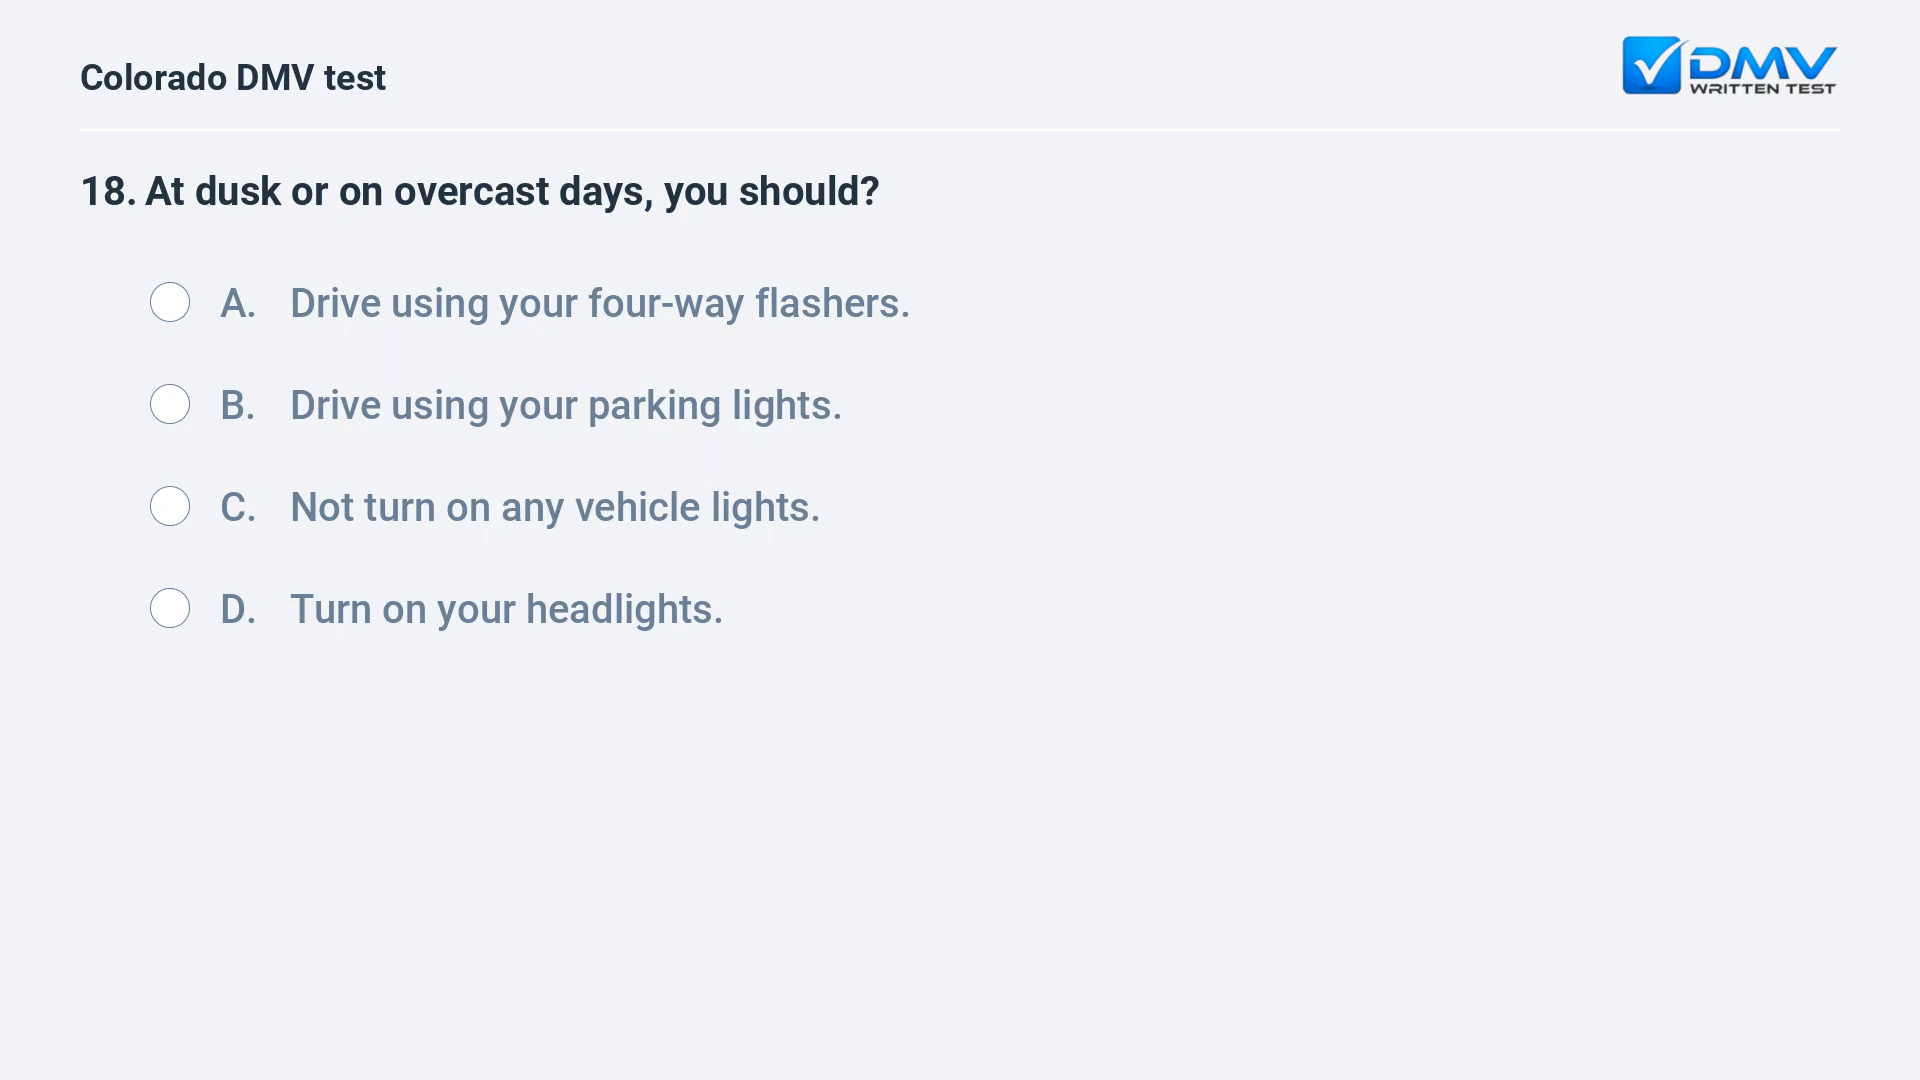 Colorado DMV test
DMV
WRITTEN TEST
18. At dusk or on overcast days, you should?
A. Drive using your four-way flashers.
B. Drive using your parking lights.
C. Not turn on any vehicle lights.
D. Turn on your headlights.